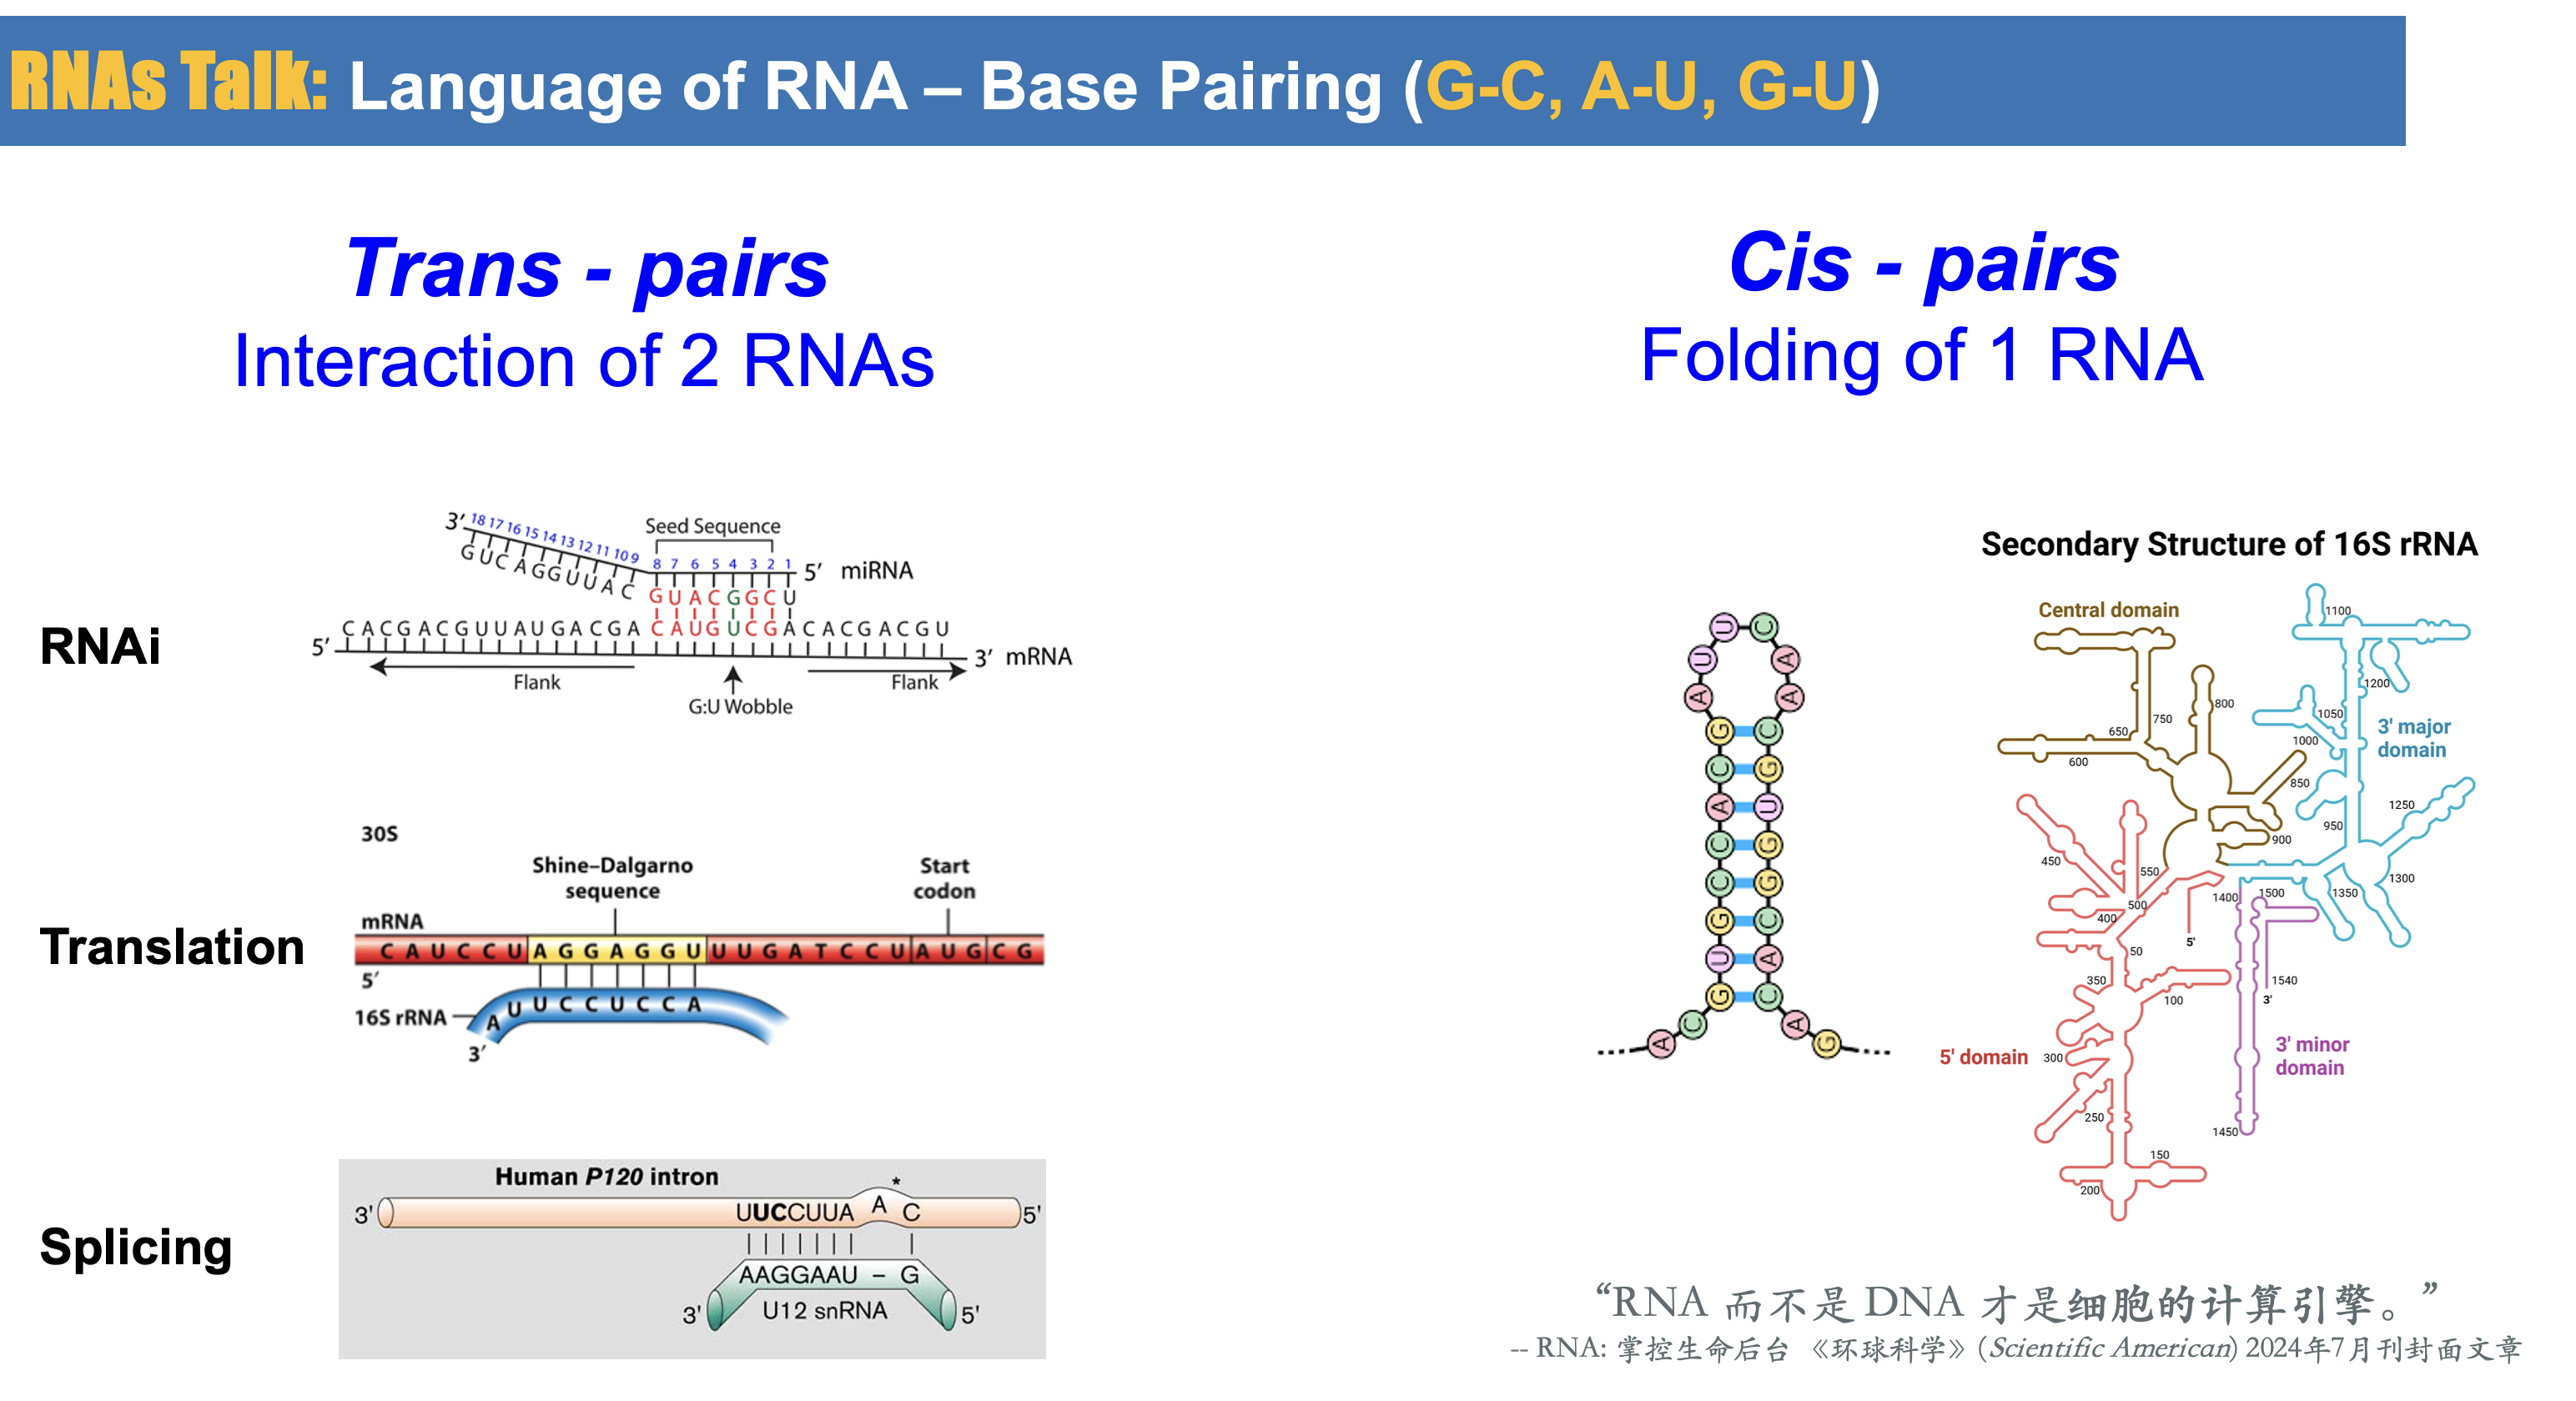 RNAs Talk: Language of RNA – Base Pairing (G-C, A-U, G-U)
Trans - pairs
Interaction of 2 RNAs
RNAi
3′ 18 17 16 15 14 13 12 11 10 9
G U C A G G U U A C
Seed Sequence
8 7 6 5 4 3 2 1 5′ miRNA
G U A C G G C U
C A C G A C G U U A U G A C G A C A U G U C G A C A C G A C G U
5′ 3′ mRNA
Flank
Flank
G:U Wobble
Translation
30S
Shine–Dalgarno
sequence
Start
codon
mRNA
C A U C C U A G G A G G U U U G A T C C U A U G C G
5′
16S rRNA
A U U C C U C C A
3′
Splicing
Human P120 intron
*
3' UUCCUUA A C 5'
AAGGAAU – G
3' U12 snRNA 5'
Cis - pairs
Folding of 1 RNA
U C
U A
A A
G C
C G
A U
C G
C G
G C
U A
G C
C A
A G
Secondary Structure of 16S rRNA
Central domain
1100
1200
800
750
1050
650
3' major
domain
1000
600
850
1250
950
450
900
550
1300
1400
1500
1350
500
400
5'
50
350
1540
100
3'
5' domain
300
3' minor
domain
250
1450
150
200
“RNA 而不是 DNA 才是细胞的计算引擎。”
-- RNA: 掌控生命后台 《环球科学》(Scientific American) 2024年7月刊封面文章